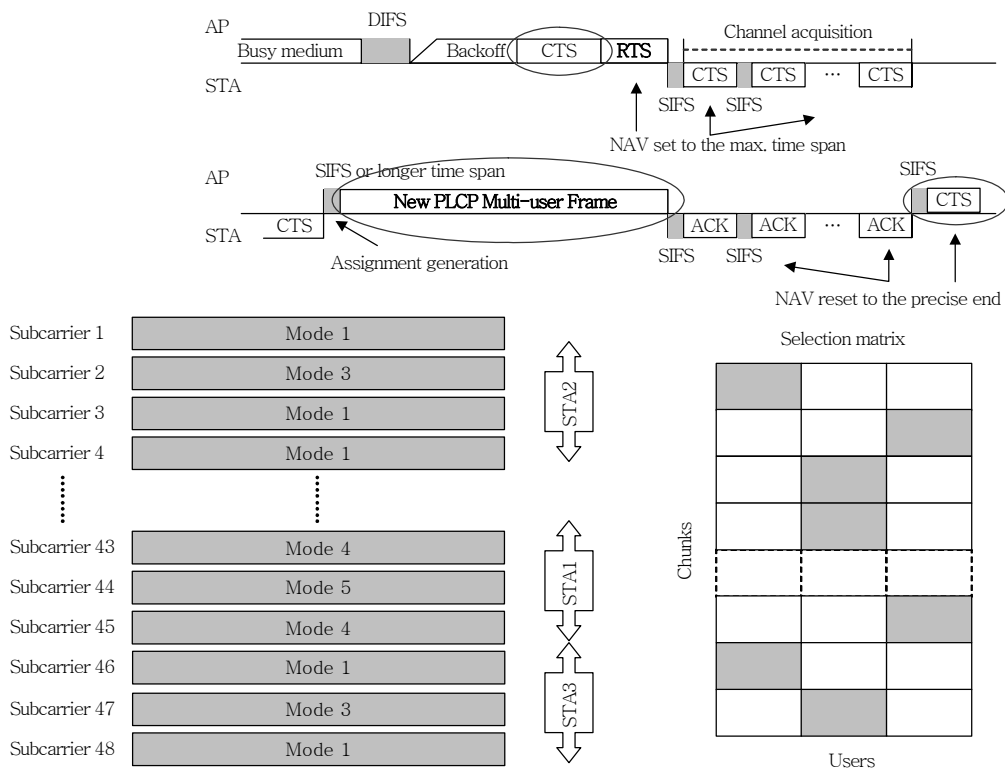 DIFS
AP
Channel acquisition
Busy medium
Backoff
CTS
RTS
STA
CTS
CTS
...
CTS
SIFS
SIFS
NAV set to the max. time span
AP
SIFS or longer time span
SIFS
New PLCP Multi-user Frame
CTS
STA
CTS
ACK
ACK
...
ACK
Assignment generation
SIFS
SIFS
NAV reset to the precise end
Subcarrier 1
Mode 1
Subcarrier 2
Mode 3
Subcarrier 3
Mode 1
Subcarrier 4
Mode 1
STA2
Subcarrier 43
Mode 4
Subcarrier 44
Mode 5
Subcarrier 45
Mode 4
STA1
Subcarrier 46
Mode 1
Subcarrier 47
Mode 3
Subcarrier 48
Mode 1
STA3
Selection matrix
Chunks
Users